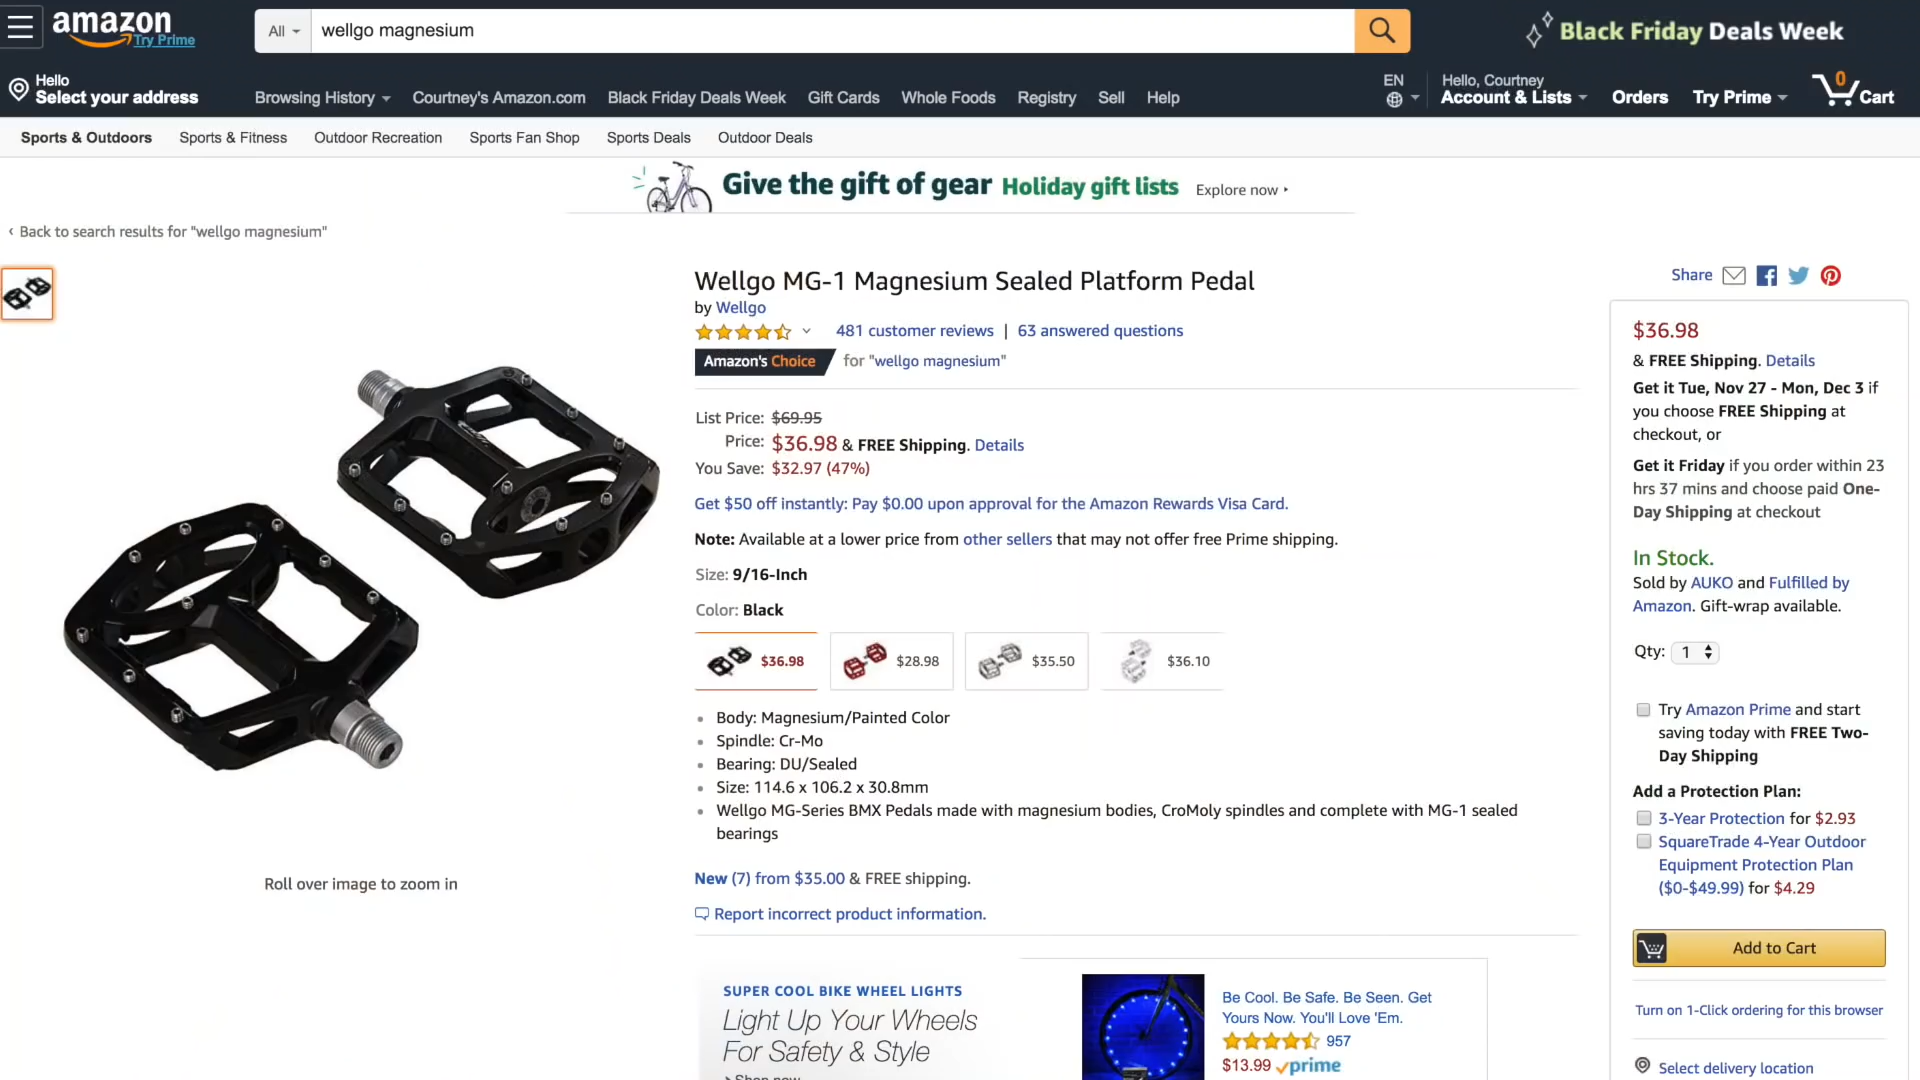 amazon
Try Prime
All
wellgo magnesium
Black Friday Deals Week
Hello
Select your address
Browsing History
Courtney's Amazon.com
Black Friday Deals Week
Gift Cards
Whole Foods
Registry
Sell
Help
EN
Hello, Courtney
Account & Lists
Orders
Try Prime
0
Cart
Sports & Outdoors
Sports & Fitness
Outdoor Recreation
Sports Fan Shop
Sports Deals
Outdoor Deals
Give the gift of gear Holiday gift lists Explore now ▸
‹ Back to search results for "wellgo magnesium"
Roll over image to zoom in
Wellgo MG-1 Magnesium Sealed Platform Pedal
by Wellgo
481 customer reviews | 63 answered questions
Amazon's Choice for "wellgo magnesium"
List Price: $69.95
Price: $36.98 & FREE Shipping. Details
You Save: $32.97 (47%)
Get $50 off instantly: Pay $0.00 upon approval for the Amazon Rewards Visa Card.
Note: Available at a lower price from other sellers that may not offer free Prime shipping.
Size: 9/16-Inch
Color: Black
$36.98
$28.98
$35.50
$36.10
• Body: Magnesium/Painted Color
• Spindle: Cr-Mo
• Bearing: DU/Sealed
• Size: 114.6 x 106.2 x 30.8mm
• Wellgo MG-Series BMX Pedals made with magnesium bodies, CroMoly spindles and complete with MG-1 sealed
bearings
New (7) from $35.00 & FREE shipping.
Report incorrect product information.
SUPER COOL BIKE WHEEL LIGHTS
Light Up Your Wheels
For Safety & Style
Shop now
Be Cool. Be Safe. Be Seen. Get
Yours Now. You'll Love 'Em.
957
$13.99 prime
Share
$36.98
& FREE Shipping. Details
Get it Tue, Nov 27 - Mon, Dec 3 if
you choose FREE Shipping at
checkout, or
Get it Friday if you order within 23
hrs 37 mins and choose paid One-
Day Shipping at checkout
In Stock.
Sold by AUKO and Fulfilled by
Amazon. Gift-wrap available.
Qty: 1
Try Amazon Prime and start
saving today with FREE Two-
Day Shipping
Add a Protection Plan:
3-Year Protection for $2.93
SquareTrade 4-Year Outdoor
Equipment Protection Plan
($0-$49.99) for $4.29
Add to Cart
Turn on 1-Click ordering for this browser
Select delivery location